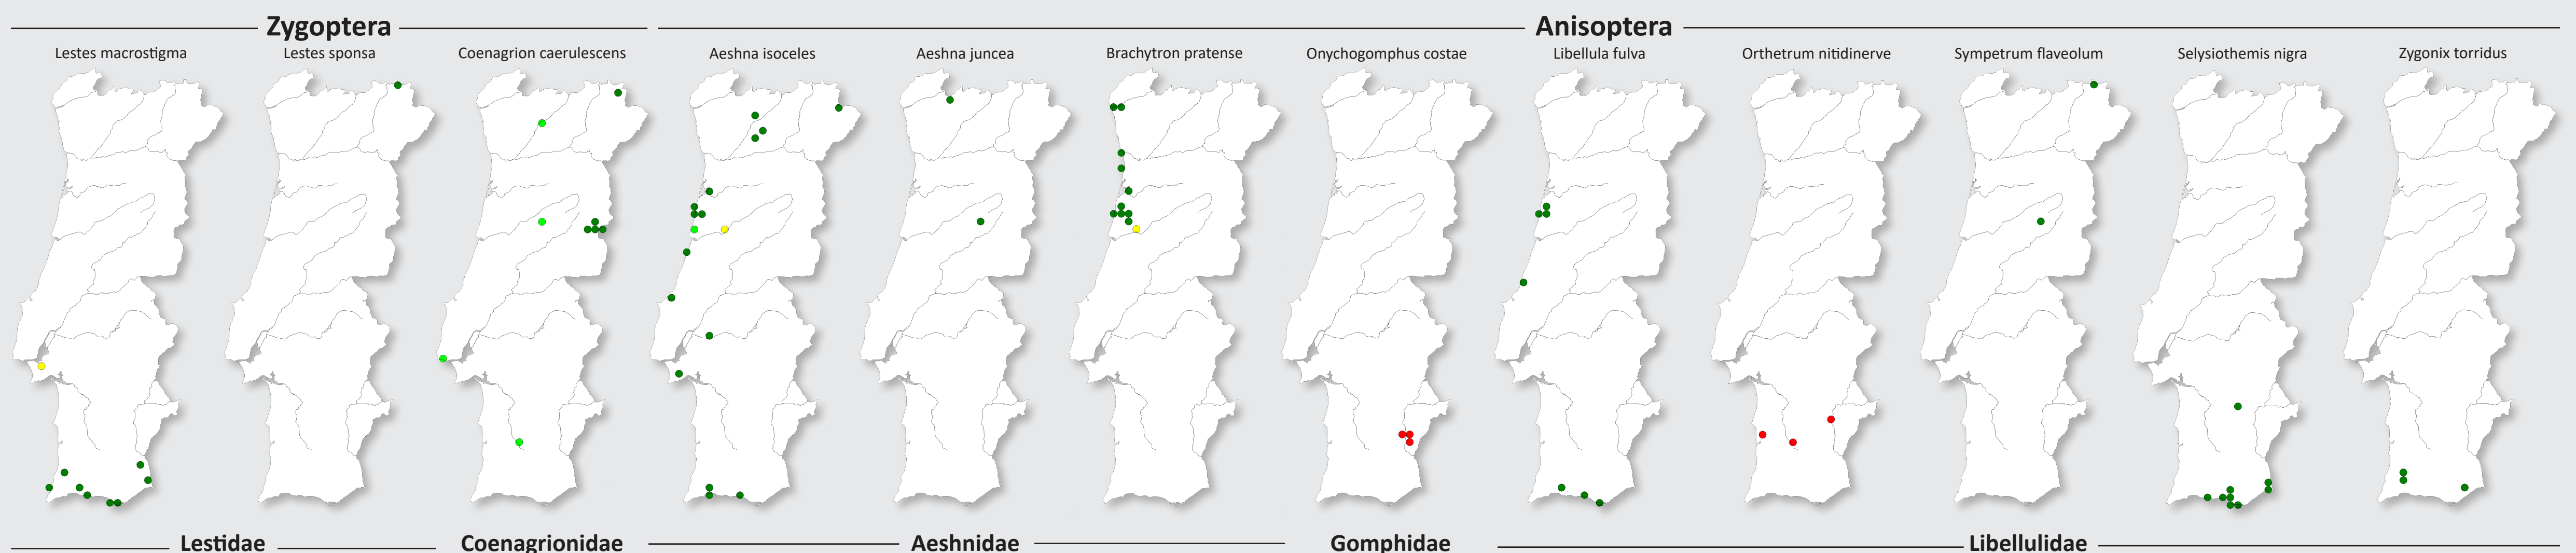 Zygoptera Anisoptera
Lestes macrostigma Lestes sponsa Coenagrion caerulescens Aeshna isoceles Aeshna juncea Brachytron pratense Onychogomphus costae Libellula fulva Orthetrum nitidinerve Sympetrum flaveolum Selysiothemis nigra Zygonix torridus
Lestidae Coenagrionidae Aeshnidae Gomphidae Libellulidae